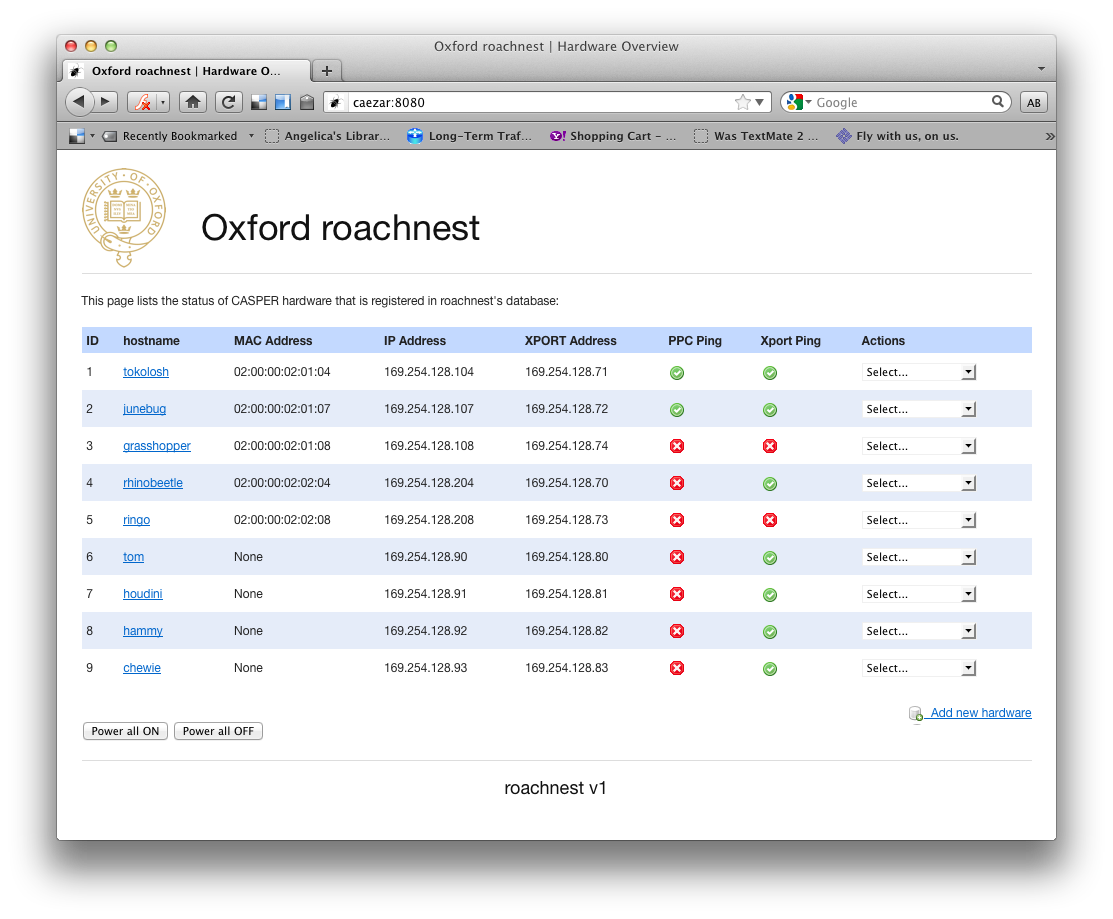 Oxford roachnest | Hardware Overview
Oxford roachnest | Hardware O...
caezar:8080
Google
AB
Recently Bookmarked
Angelica's Librar...
Long-Term Traf...
Shopping Cart - ...
Was TextMate 2 ...
Fly with us, on us.
UNIVERSITY · OF · OXFORD
Oxford roachnest
This page lists the status of CASPER hardware that is registered in roachnest's database:
ID hostname MAC Address IP Address XPORT Address PPC Ping Xport Ping Actions
1 tokolosh 02:00:00:02:01:04 169.254.128.104 169.254.128.71 Select...
2 junebug 02:00:00:02:01:07 169.254.128.107 169.254.128.72 Select...
3 grasshopper 02:00:00:02:01:08 169.254.128.108 169.254.128.74 Select...
4 rhinobeetle 02:00:00:02:02:04 169.254.128.204 169.254.128.70 Select...
5 ringo 02:00:00:02:02:08 169.254.128.208 169.254.128.73 Select...
6 tom None 169.254.128.90 169.254.128.80 Select...
7 houdini None 169.254.128.91 169.254.128.81 Select...
8 hammy None 169.254.128.92 169.254.128.82 Select...
9 chewie None 169.254.128.93 169.254.128.83 Select...
Add new hardware
Power all ON Power all OFF
roachnest v1